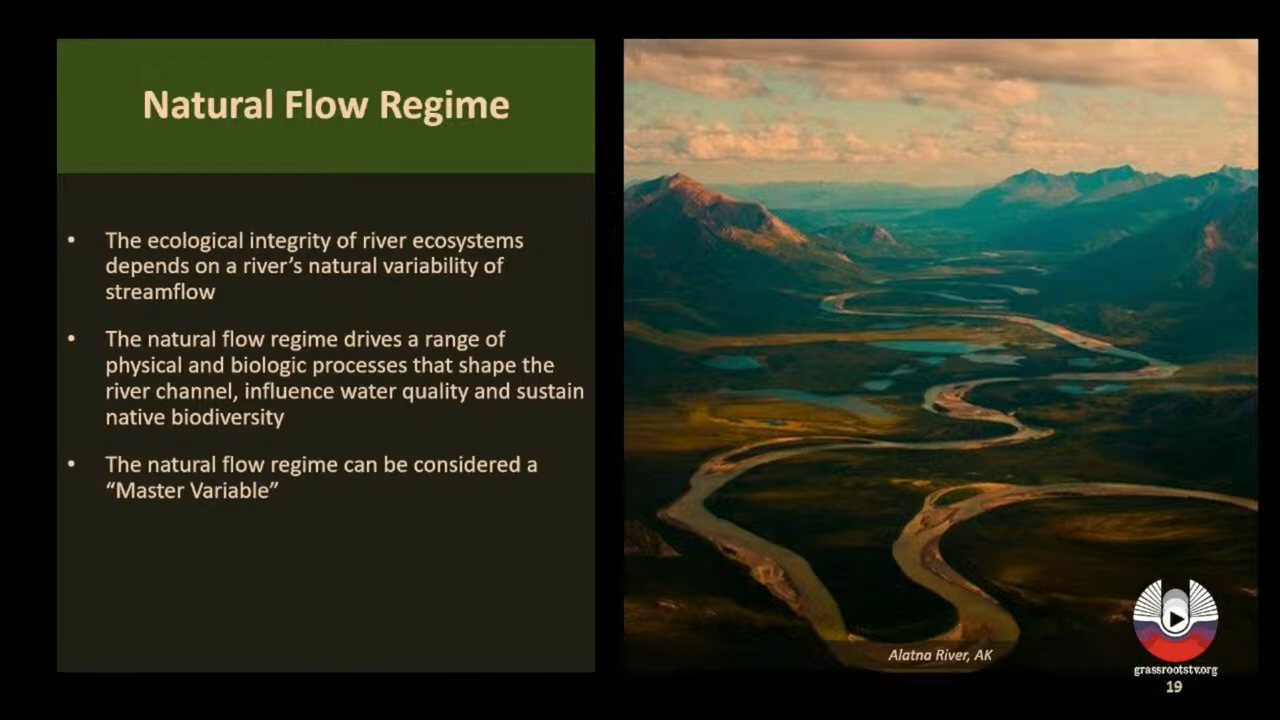 Natural Flow Regime
• The ecological integrity of river ecosystems
depends on a river’s natural variability of
streamflow
• The natural flow regime drives a range of
physical and biologic processes that shape the
river channel, influence water quality and sustain
native biodiversity
• The natural flow regime can be considered a
“Master Variable”
Alatna River, AK
grassrootstv.org
19